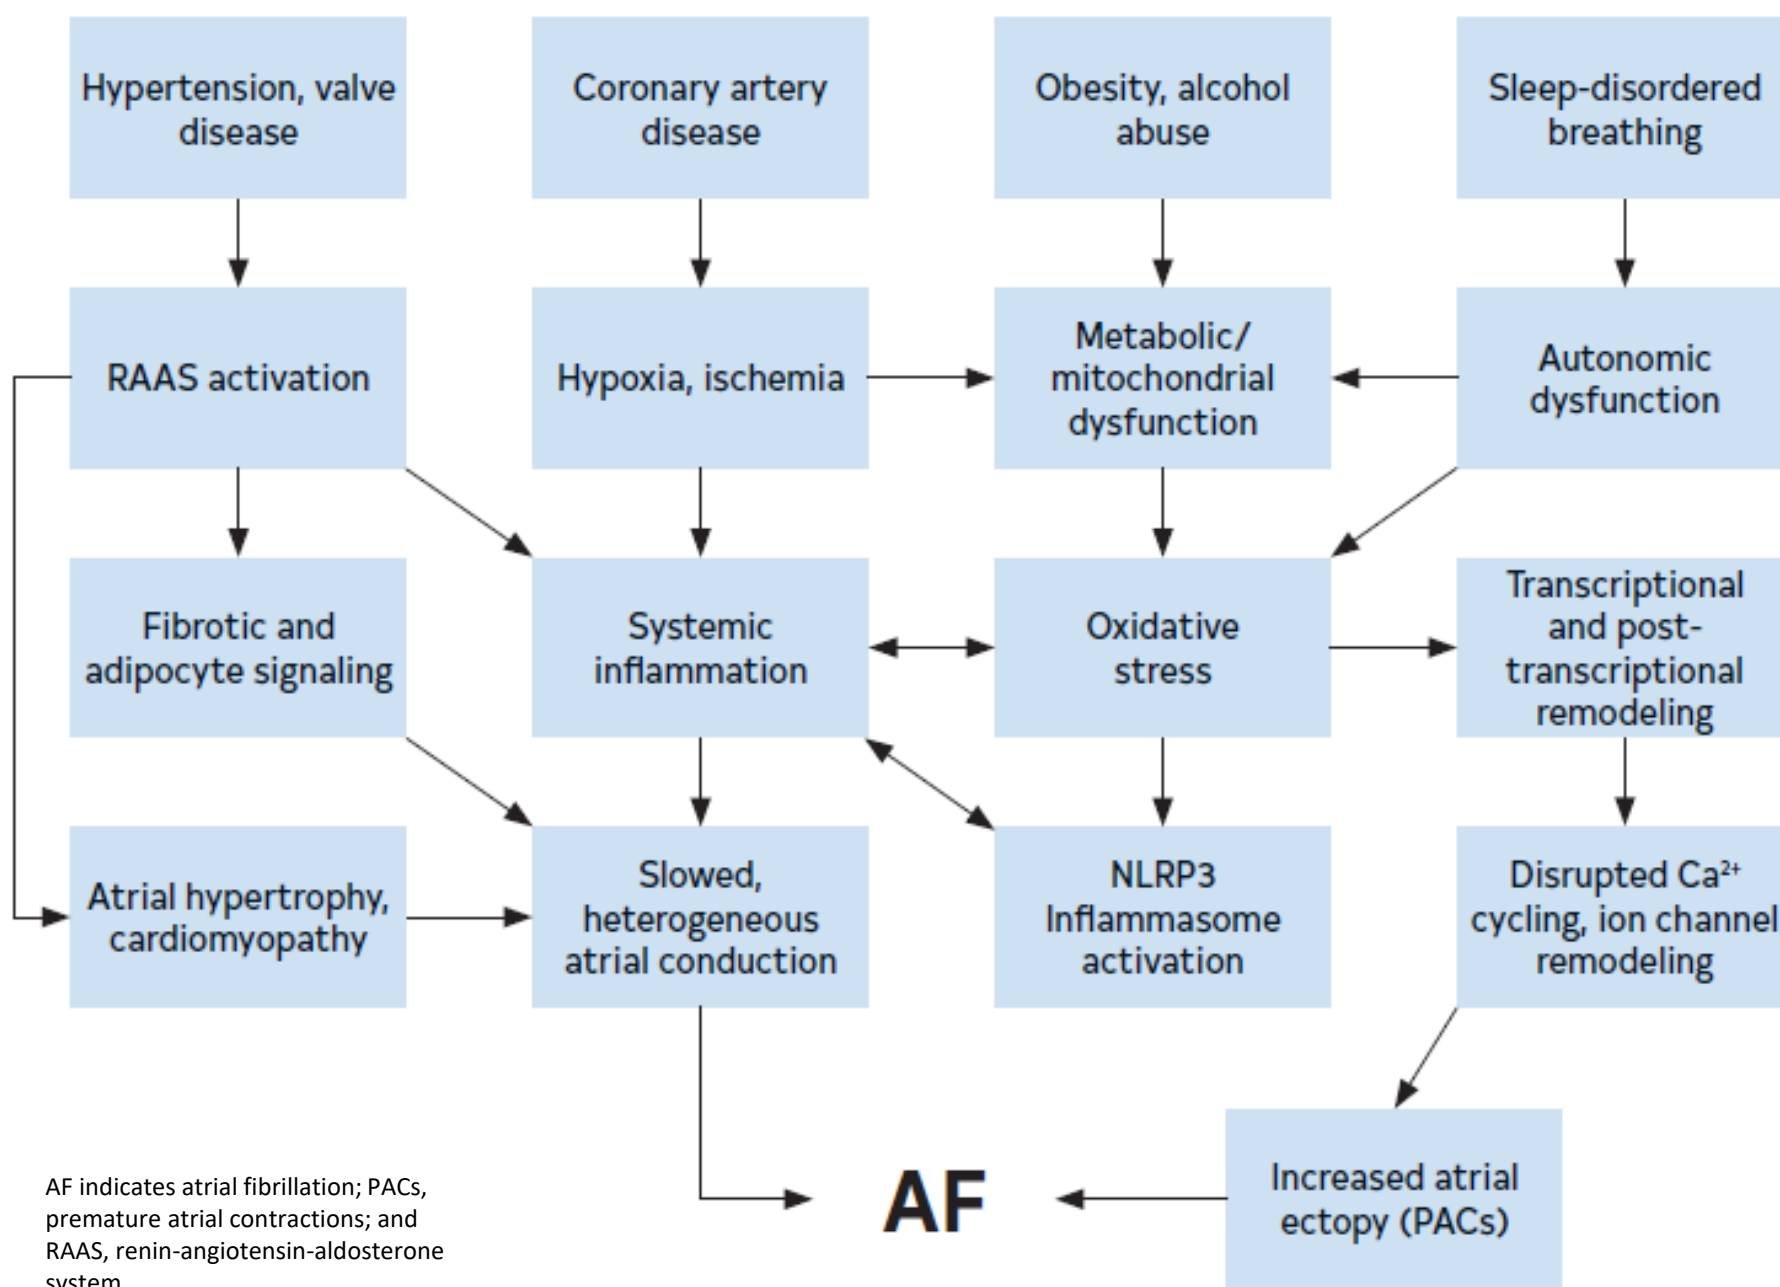 Hypertension, valve
disease
Coronary artery
disease
Obesity, alcohol
abuse
Sleep-disordered
breathing
RAAS activation
Hypoxia, ischemia
Metabolic/
mitochondrial
dysfunction
Autonomic
dysfunction
Fibrotic and
adipocyte signaling
Systemic
inflammation
Oxidative
stress
Transcriptional
and post-
transcriptional
remodeling
Atrial hypertrophy,
cardiomyopathy
Slowed,
heterogeneous
atrial conduction
NLRP3
Inflammasome
activation
Disrupted Ca²⁺
cycling, ion channel
remodeling
AF
Increased atrial
ectopy (PACs)
AF indicates atrial fibrillation; PACs,
premature atrial contractions; and
RAAS, renin-angiotensin-aldosterone
system